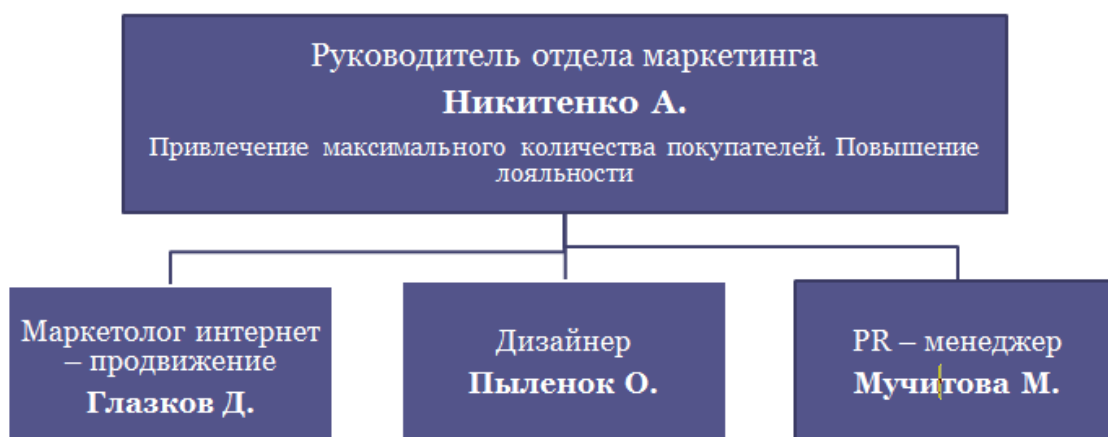 Руководитель отдела маркетинга
Никитенко А.
Привлечение максимального количества покупателей. Повышение
лояльности
Маркетолог интернет
– продвижение
Глазков Д.
Дизайнер
Пыленок О.
PR – менеджер
Мучитова М.